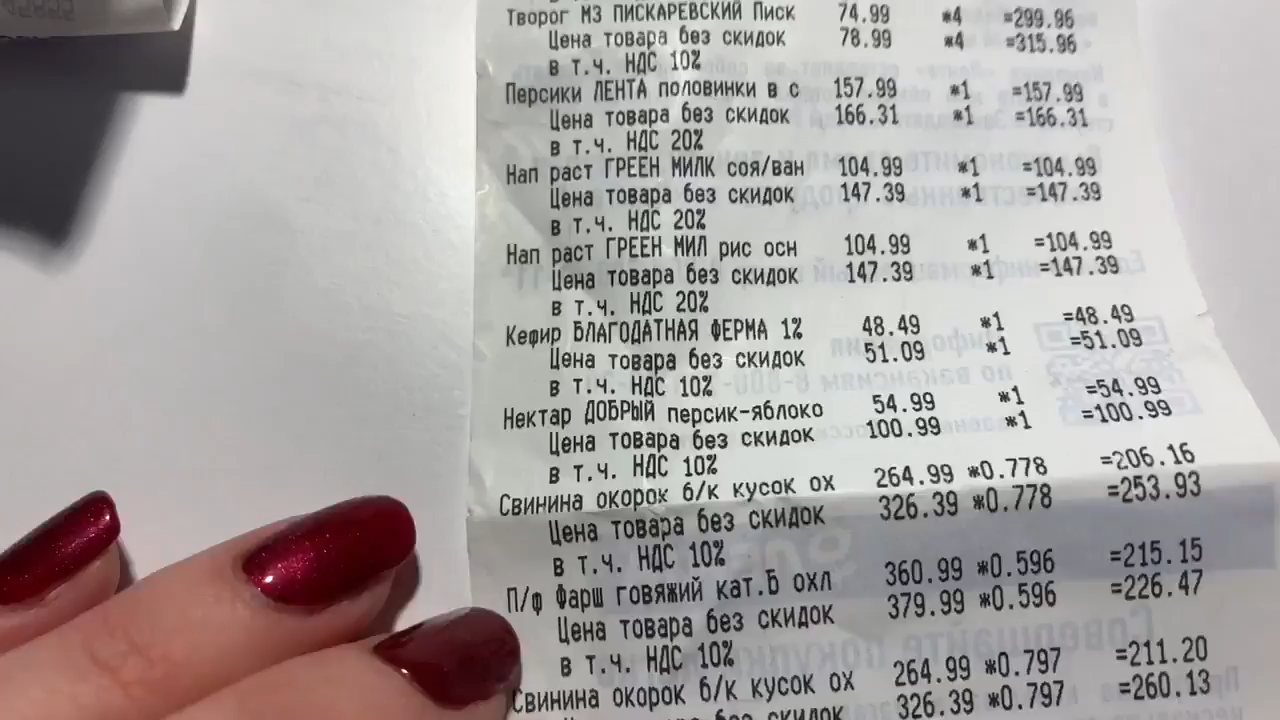 Творог МЗ ПИСКАРЕВСКИЙ Писк 74.99 *4 =299.96
Цена товара без скидок 78.99 *4 =315.96
в т.ч. НДС 10%
Персики ЛЕНТА половинки в с 157.99 *1 =157.99
Цена товара без скидок 166.31 *1 =166.31
в т.ч. НДС 20%
Нап раст ГРЕЕН МИЛК соя/ван 104.99 *1 =104.99
Цена товара без скидок 147.39 *1 =147.39
в т.ч. НДС 20%
Нап раст ГРЕЕН МИЛ рис осн 104.99 *1 =104.99
Цена товара без скидок 147.39 *1 =147.39
в т.ч. НДС 20%
Кефир БЛАГОДАТНАЯ ФЕРМА 1% 48.49 *1 =48.49
Цена товара без скидок 51.09 *1 =51.09
в т.ч. НДС 10%
Нектар ДОБРЫЙ персик-яблоко 54.99 *1 =54.99
Цена товара без скидок 100.99 *1 =100.99
в т.ч. НДС 10%
Свинина окорок б/к кусок ох 264.99 *0.778 =206.16
Цена товара без скидок 326.39 *0.778 =253.93
в т.ч. НДС 10%
П/ф Фарш говяжий кат.Б охл 360.99 *0.596 =215.15
Цена товара без скидок 379.99 *0.596 =226.47
в т.ч. НДС 10%
Свинина окорок б/к кусок ох 264.99 *0.797 =211.20
Цена товара без скидок 326.39 *0.797 =260.13